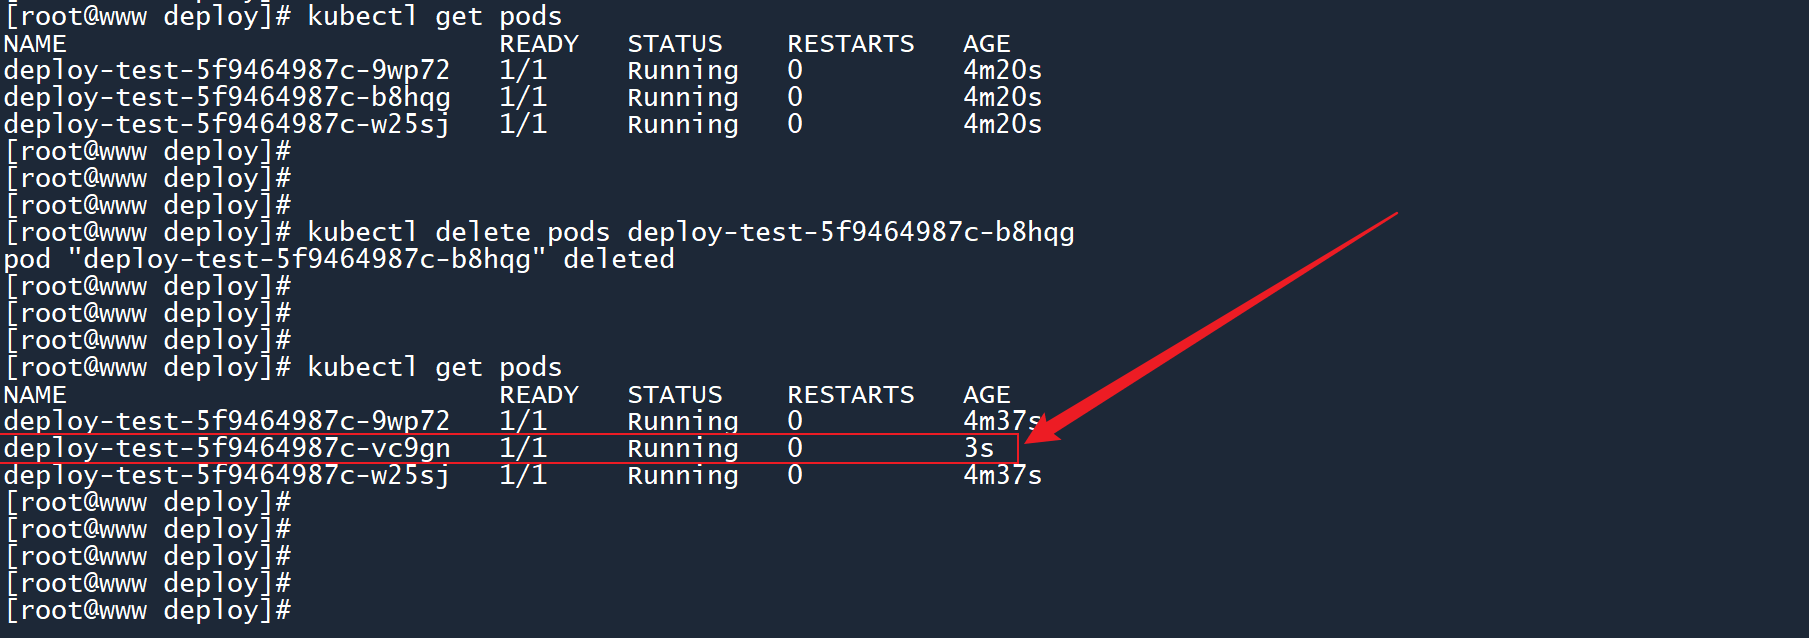 [root@www deploy]# kubectl get pods
NAME                           READY   STATUS    RESTARTS   AGE
deploy-test-5f9464987c-9wp72   1/1     Running   0          4m20s
deploy-test-5f9464987c-b8hqg   1/1     Running   0          4m20s
deploy-test-5f9464987c-w25sj   1/1     Running   0          4m20s
[root@www deploy]#
[root@www deploy]#
[root@www deploy]#
[root@www deploy]# kubectl delete pods deploy-test-5f9464987c-b8hqg
pod "deploy-test-5f9464987c-b8hqg" deleted
[root@www deploy]#
[root@www deploy]#
[root@www deploy]#
[root@www deploy]# kubectl get pods
NAME                           READY   STATUS    RESTARTS   AGE
deploy-test-5f9464987c-9wp72   1/1     Running   0          4m37s
deploy-test-5f9464987c-vc9gn   1/1     Running   0          3s
deploy-test-5f9464987c-w25sj   1/1     Running   0          4m37s
[root@www deploy]#
[root@www deploy]#
[root@www deploy]#
[root@www deploy]#
[root@www deploy]#